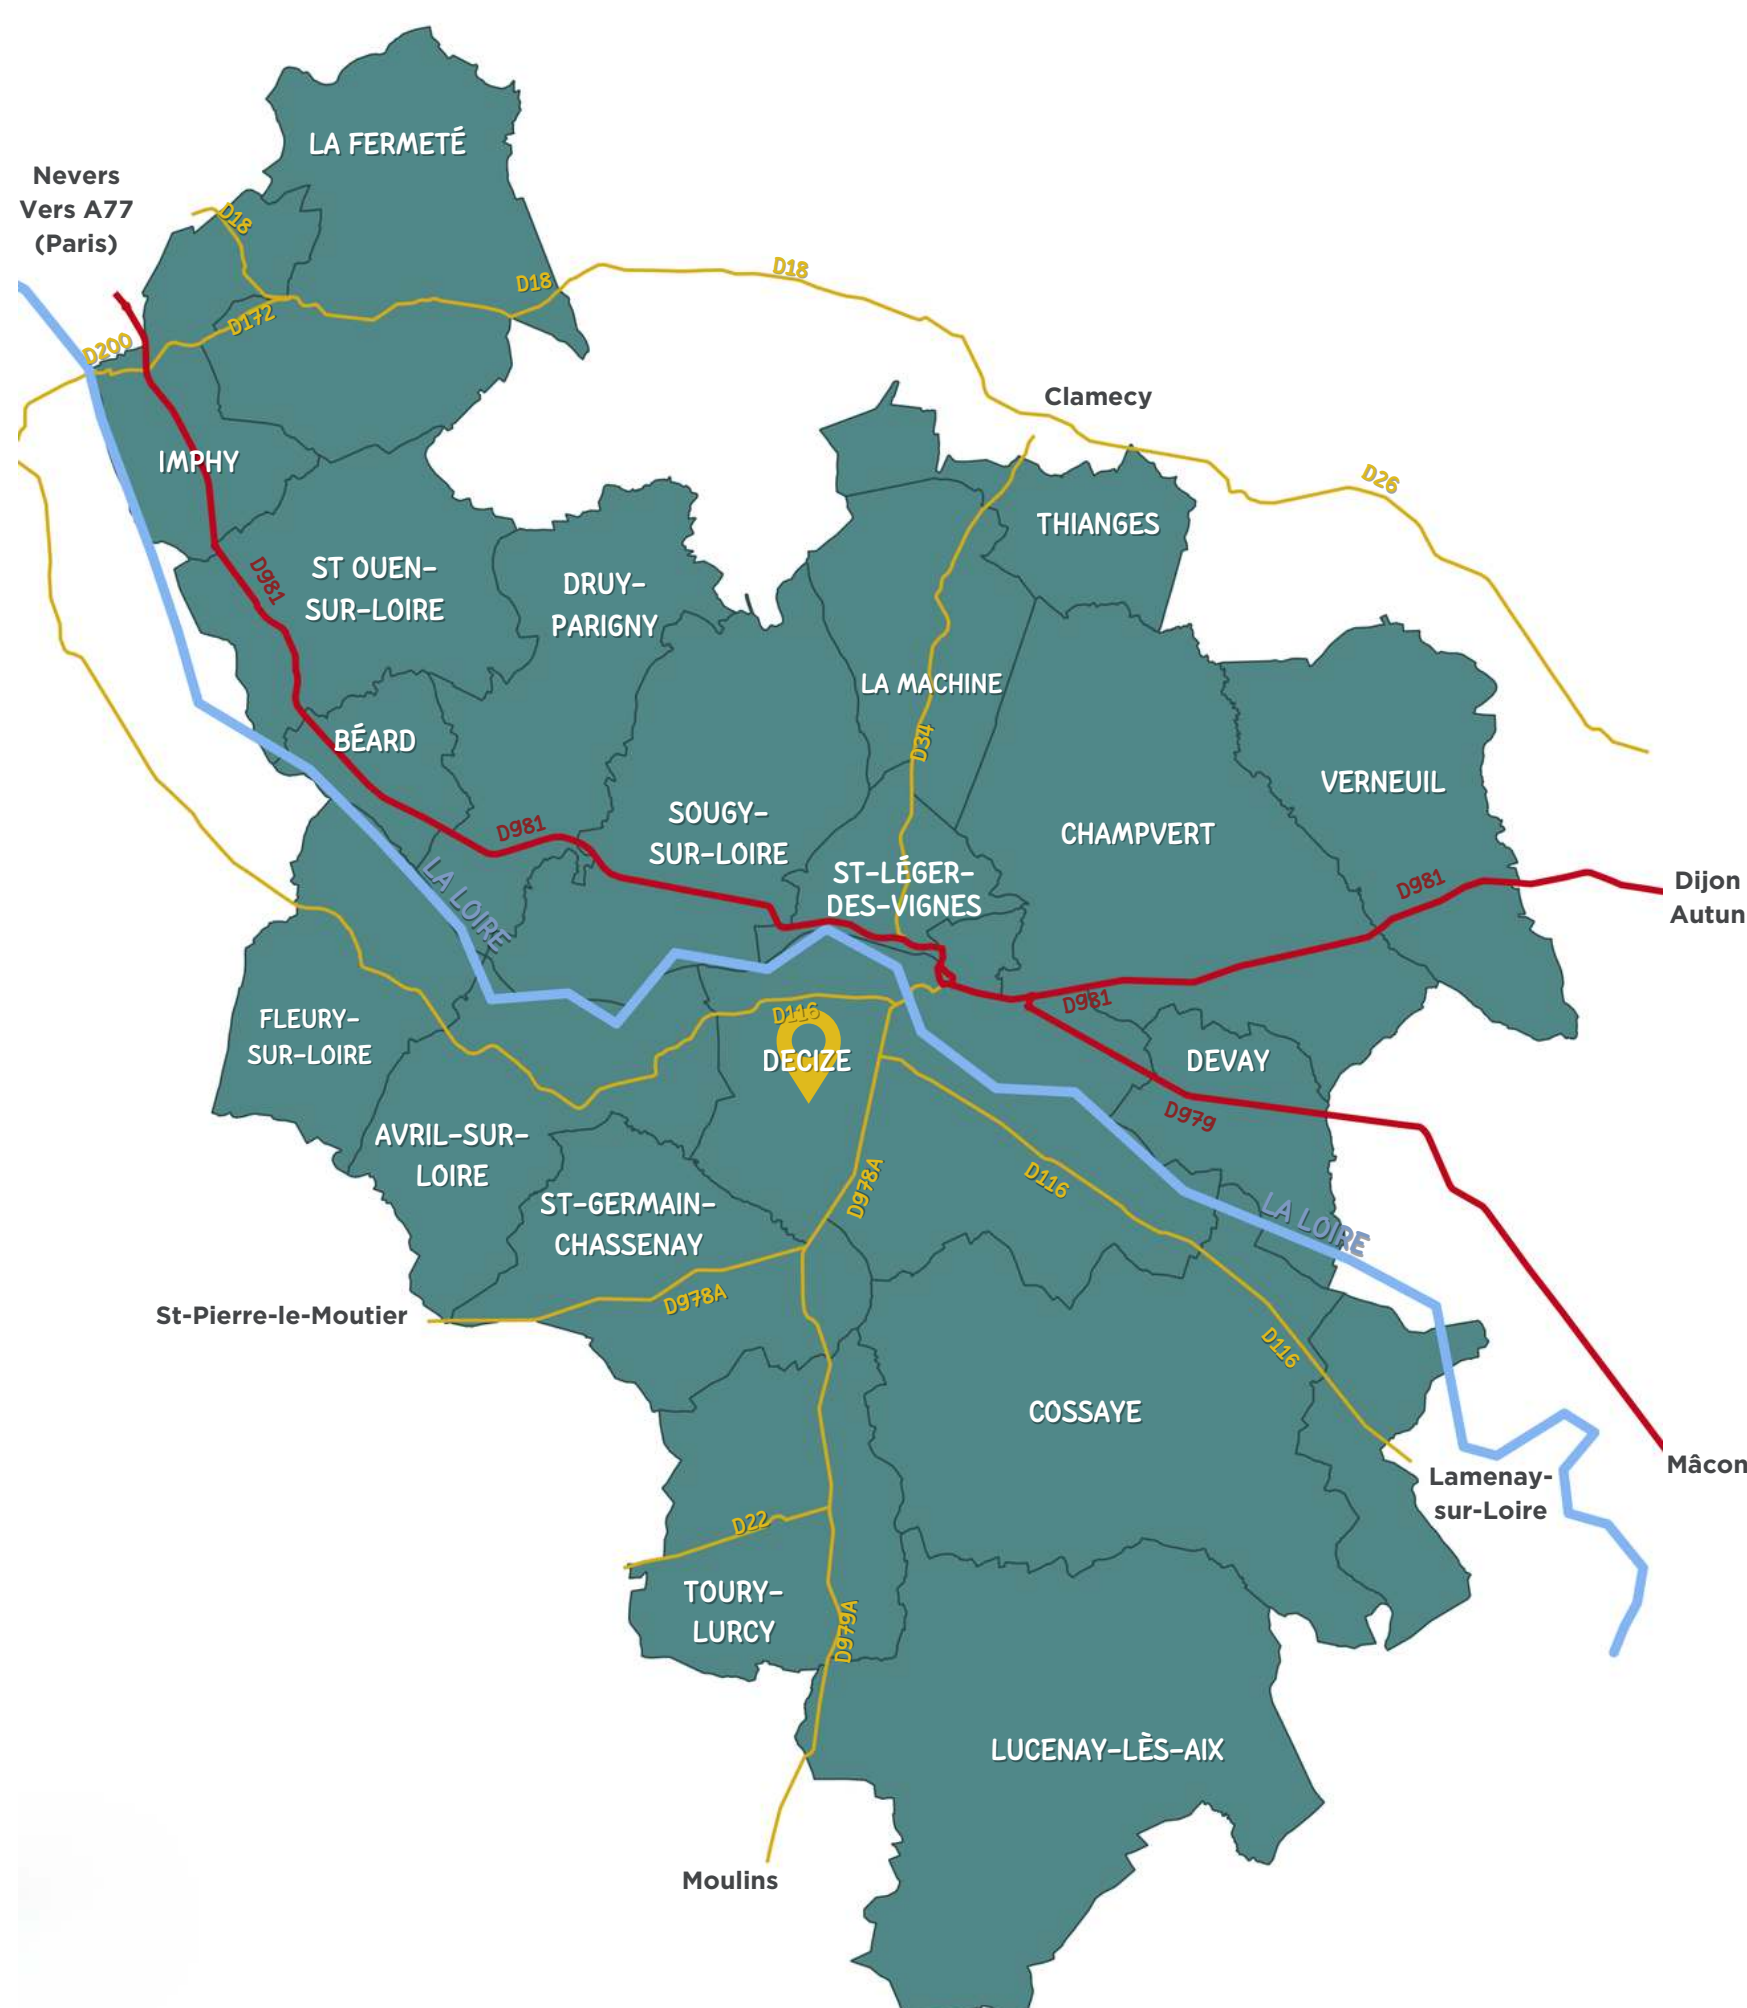 LA FERMETÉ
Nevers
Vers A77
(Paris)
D18
D18
D18
D172
D200
Clamecy
IMPHY
D26
THIANGES
ST OUEN-
SUR-LOIRE
D981
DRUY-
PARIGNY
LA MACHINE
D34
BÉARD
VERNEUIL
SOUGY-
SUR-LOIRE
D981
CHAMPVERT
ST-LÉGER-
DES-VIGNES
D981
Dijon
Autun
LA LOIRE
D981
D116
FLEURY-
SUR-LOIRE
DECIZE
DEVAY
D979
AVRIL-SUR-
LOIRE
D978A
D116
ST-GERMAIN-
CHASSENAY
LA LOIRE
D978A
St-Pierre-le-Moutier
D116
COSSAYE
Mâcon
Lamenay-
sur-Loire
D22
TOURY-
LURCY
D979A
LUCENAY-LÈS-AIX
Moulins